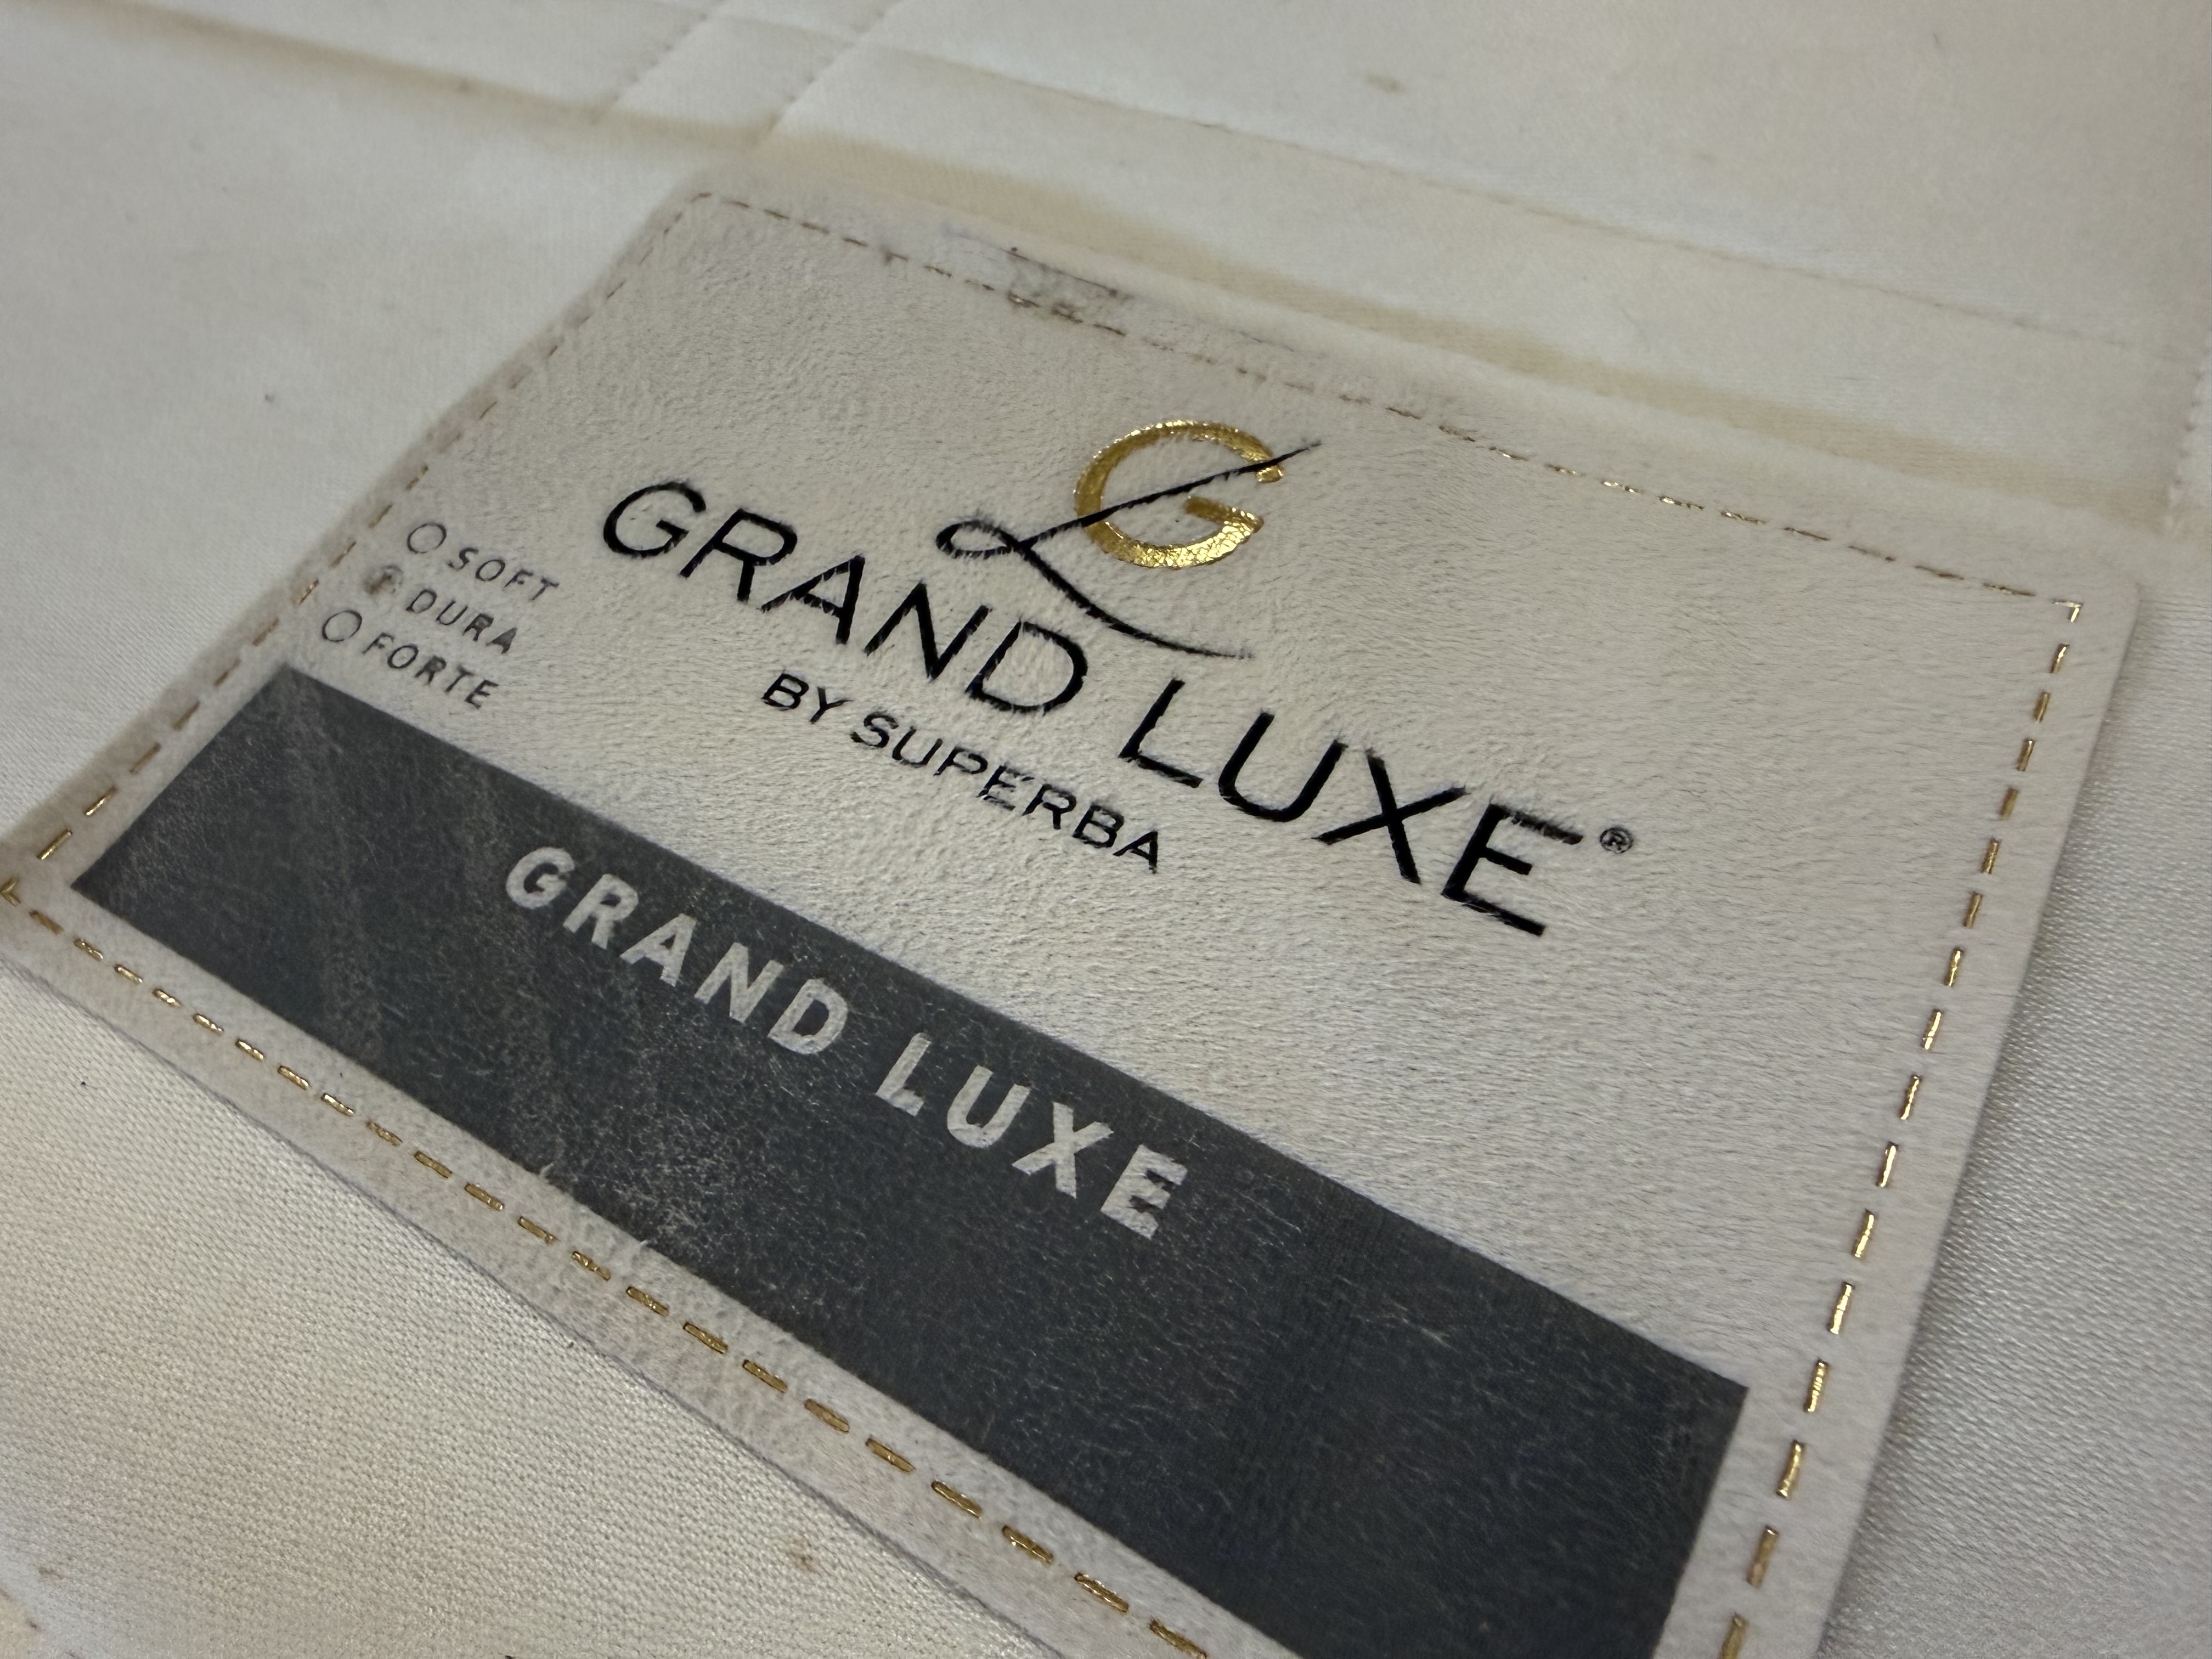 GRAND LUXE®
BY SUPERBA
SOFT
DURA
FORTE
GRAND LUXE